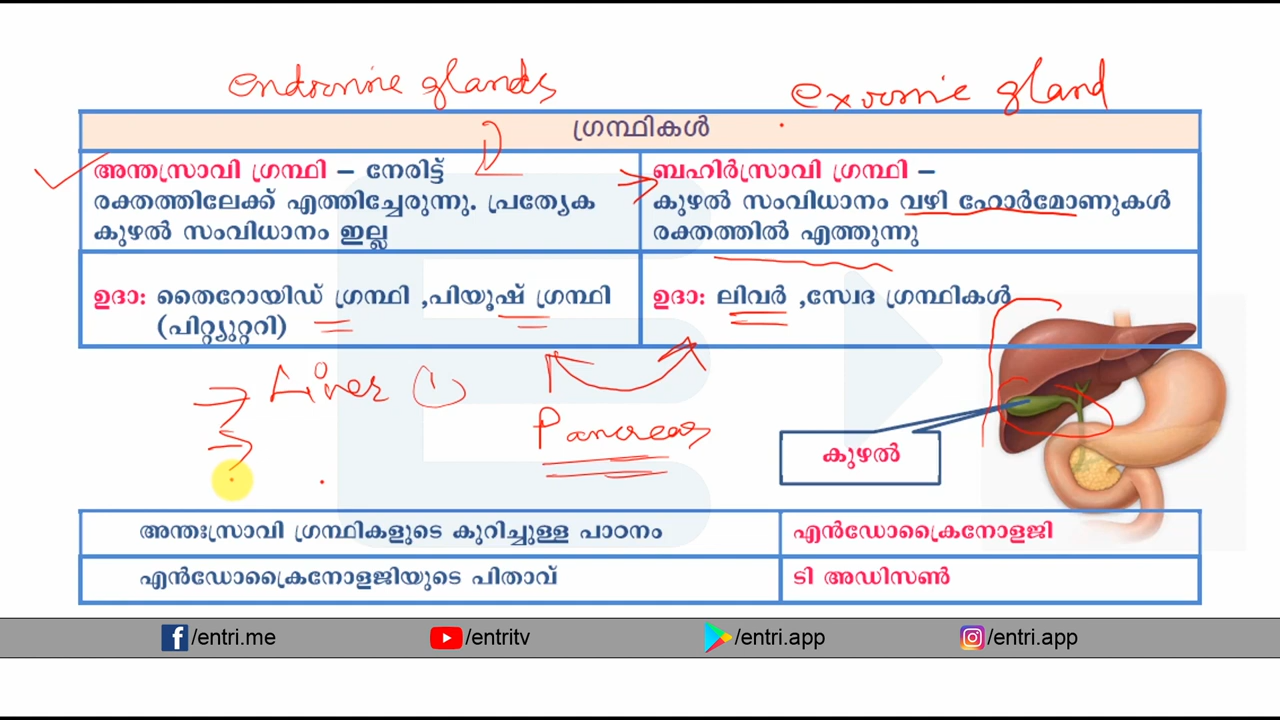 endocrine glands
exocrine gland
ഗ്രന്ഥികൾ
അന്തസ്രാവി ഗ്രന്ഥി – നേരിട്ട്
രക്തത്തിലേക്ക് എത്തിച്ചേരുന്നു. പ്രത്യേക
കുഴൽ സംവിധാനം ഇല്ല
ബഹിർസ്രാവി ഗ്രന്ഥി –
കുഴൽ സംവിധാനം വഴി ഹോർമോണുകൾ
രക്തത്തിൽ എത്തുന്നു
ഉദാ: തൈറോയിഡ് ഗ്രന്ഥി ,പിയൂഷ് ഗ്രന്ഥി
(പിറ്റ്യുറ്ററി)
ഉദാ: ലിവർ ,സ്വേദ ഗ്രന്ഥികൾ
Liver 1
Pancreas
കുഴൽ
അന്തഃസ്രാവി ഗ്രന്ഥികളുടെ കുറിച്ചുള്ള പാഠനം
എൻഡോക്രൈനോളജി
എൻഡോക്രൈനോളജിയുടെ പിതാവ്
ടി അഡിസൺ
/entri.me
/entritv
/entri.app
/entri.app